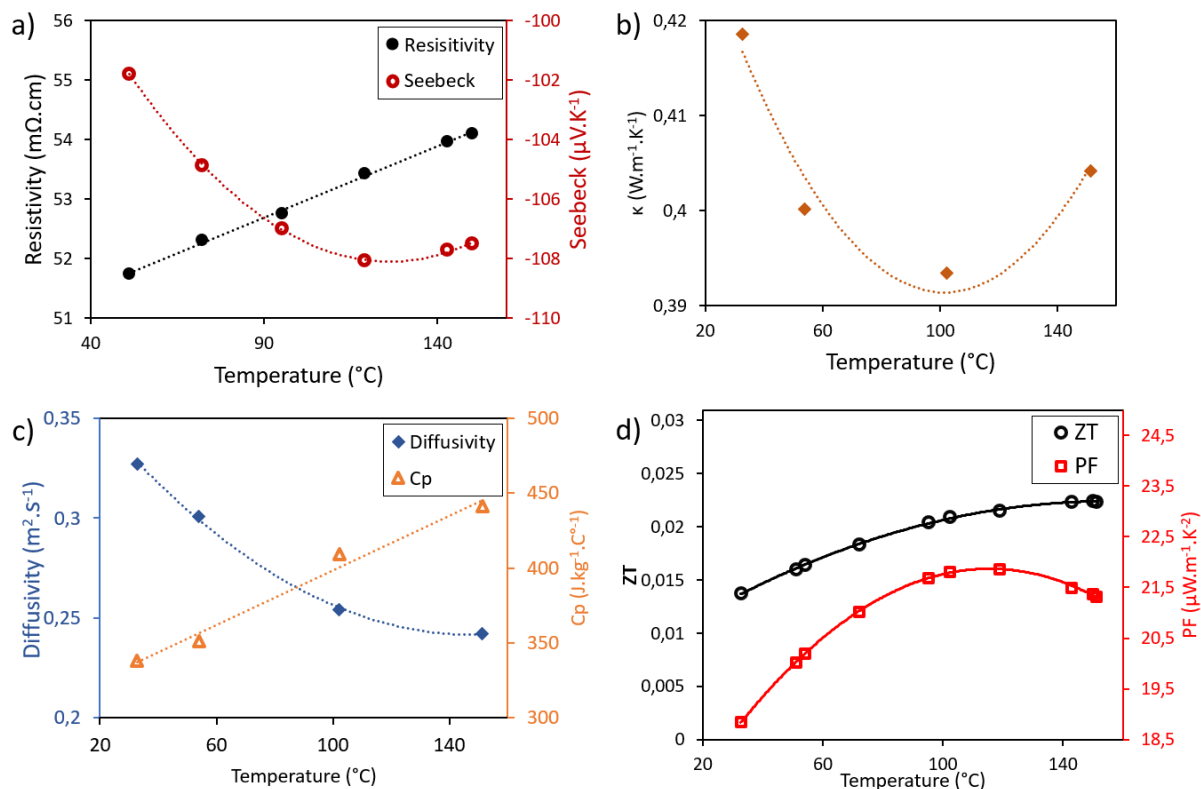 a)
56
55
54
53
52
51
Resistivity (mΩ.cm)
40
90
140
Temperature (°C)
-100
-102
-104
-106
-108
-110
Seebeck (µV.K-1)
Resisitivity
Seebeck
b)
0,42
0,41
0,4
0,39
κ (W.m-1.K-1)
20
60
100
140
Temperature (°C)
c)
0,35
0,3
0,25
0,2
Diffusivity (m2.s-1)
20
60
100
140
Temperature (°C)
500
450
400
350
300
Cp (J.kg-1.C°-1)
Diffusivity
Cp
d)
0,03
0,025
0,02
0,015
0,01
0,005
0
ZT
20
60
100
140
Temperature (°C)
24,5
23,5
22,5
21,5
20,5
19,5
18,5
PF (µW.m-1.K-2)
ZT
PF